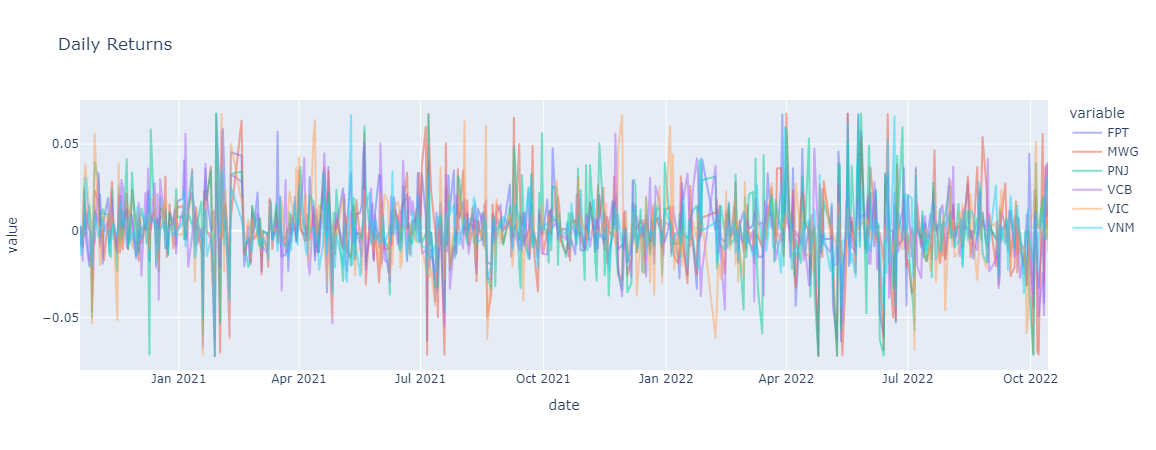 Daily Returns
variable
FPT
MWG
PNJ
VCB
VIC
VNM
value
0.05
0
−0.05
Jan 2021
Apr 2021
Jul 2021
Oct 2021
Jan 2022
Apr 2022
Jul 2022
Oct 2022
date